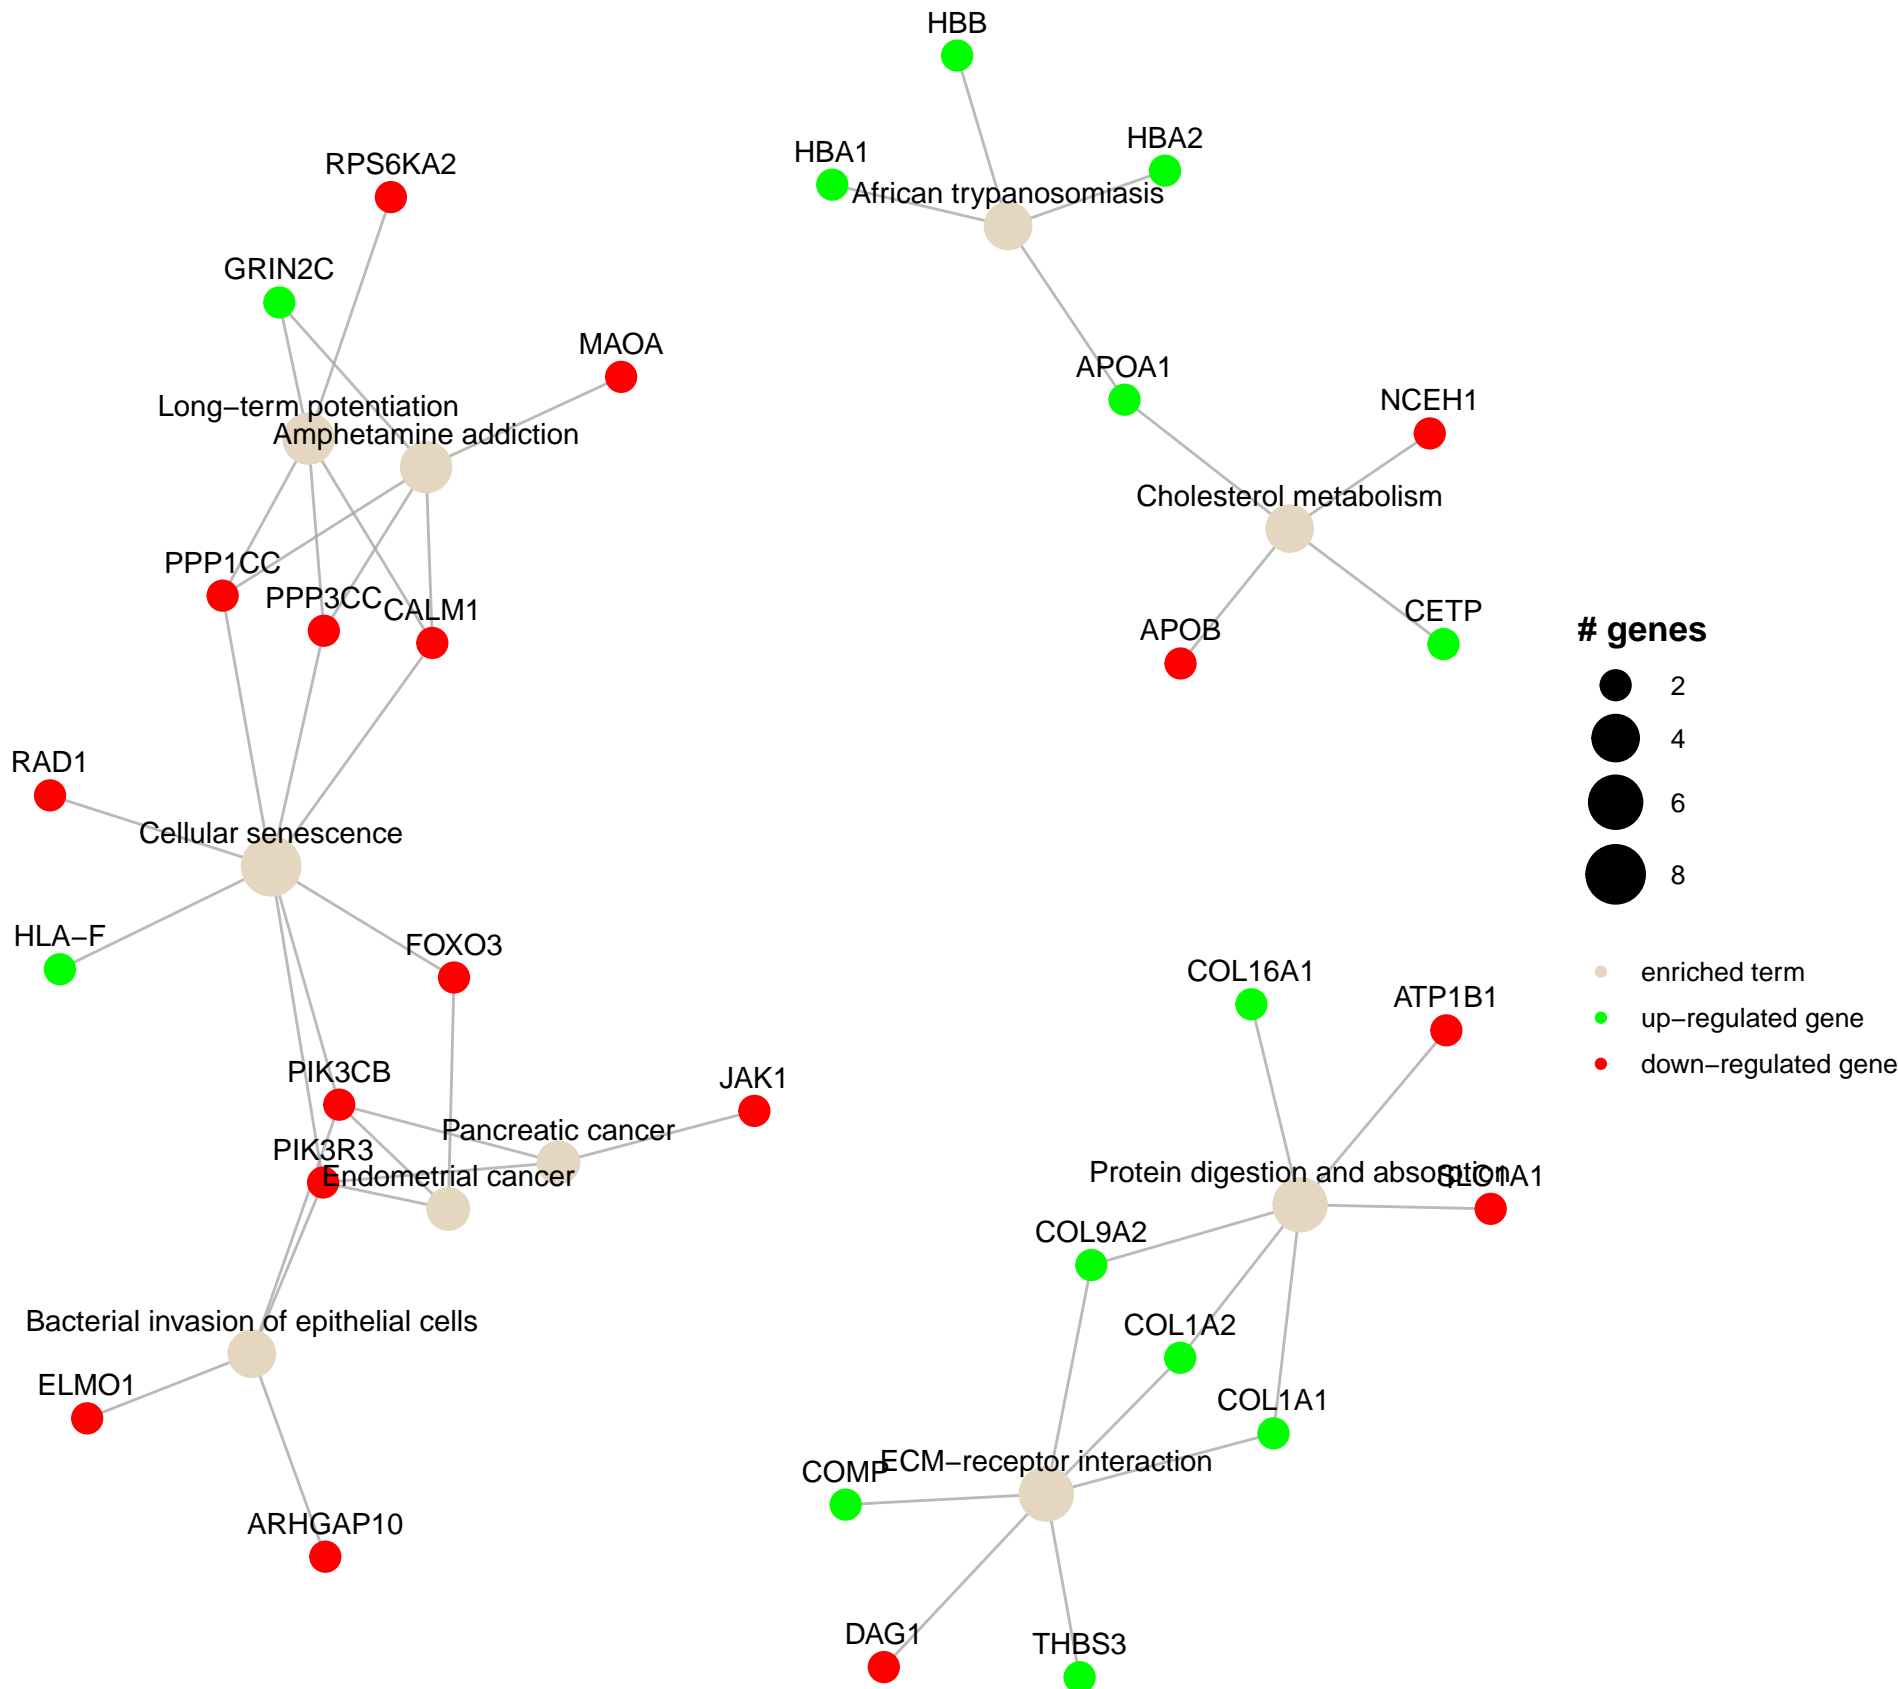 HBB
HBA1
HBA2
African trypanosomiasis
RPS6KA2
GRIN2C
MAOA
Long−term potentiation
Amphetamine addiction
APOA1
NCEH1
Cholesterol metabolism
PPP1CC
PPP3CC
CALM1
APOB
CETP
# genes
2
4
6
8
RAD1
Cellular senescence
HLA−F
FOXO3
enriched term
up−regulated gene
down−regulated gene
COL16A1
ATP1B1
PIK3CB
JAK1
Pancreatic cancer
PIK3R3
Endometrial cancer
Protein digestion and absorption
SLC1A1
COL9A2
Bacterial invasion of epithelial cells
COL1A2
ELMO1
COL1A1
COMP
ECM−receptor interaction
ARHGAP10
DAG1
THBS3